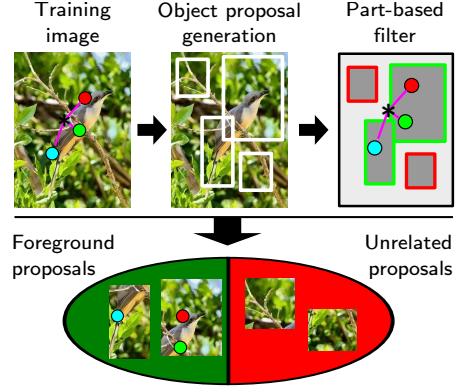 Training
image
Object proposal
generation
Part-based
filter
Foreground
proposals
Unrelated
proposals